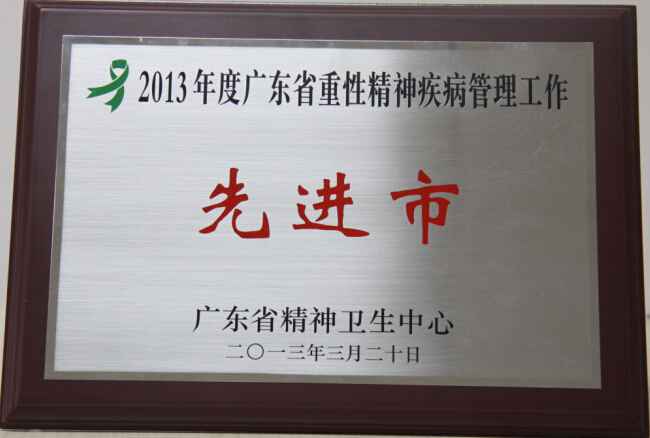 2013年度广东省重性精神疾病管理工作
先进市
广东省精神卫生中心
二〇一三年三月二十日